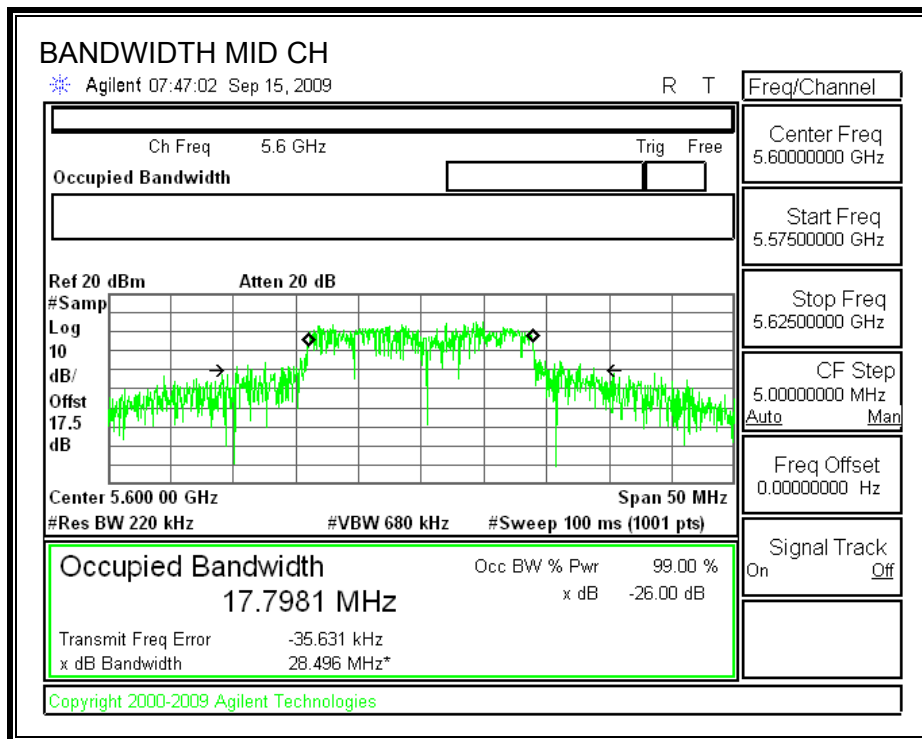 BANDWIDTH MID CH
Agilent 07:47:02 Sep 15, 2009 R T
Freq/Channel
Ch Freq 5.6 GHz Trig Free
Occupied Bandwidth
Center Freq
5.60000000 GHz
Start Freq
5.57500000 GHz
Stop Freq
5.62500000 GHz
CF Step
5.00000000 MHz
Auto Man
Freq Offset
0.00000000 Hz
Signal Track
On Off
Ref 20 dBm Atten 20 dB
#Samp
Log
10
dB/
Offst
17.5
dB
Center 5.600 00 GHz Span 50 MHz
#Res BW 220 kHz #VBW 680 kHz #Sweep 100 ms (1001 pts)
Occupied Bandwidth Occ BW % Pwr 99.00 %
17.7981 MHz x dB -26.00 dB
Transmit Freq Error -35.631 kHz
x dB Bandwidth 28.496 MHz*
Copyright 2000-2009 Agilent Technologies